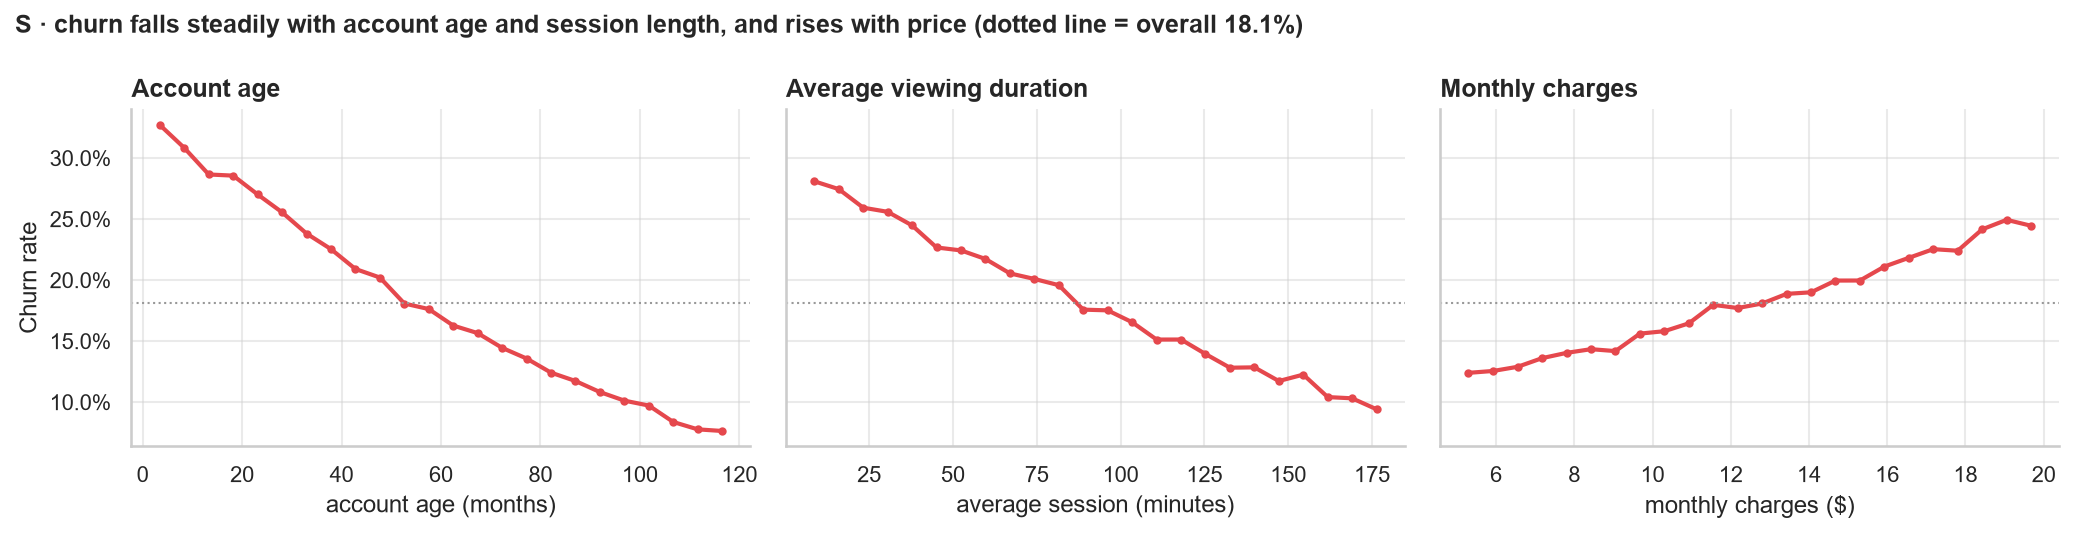 S · churn falls steadily with account age and session length, and rises with price (dotted line = overall 18.1%)
Account age
Average viewing duration
Monthly charges
Churn rate
30.0%
25.0%
20.0%
15.0%
10.0%
0 20 40 60 80 100 120
account age (months)
25 50 75 100 125 150 175
average session (minutes)
6 8 10 12 14 16 18 20
monthly charges ($)